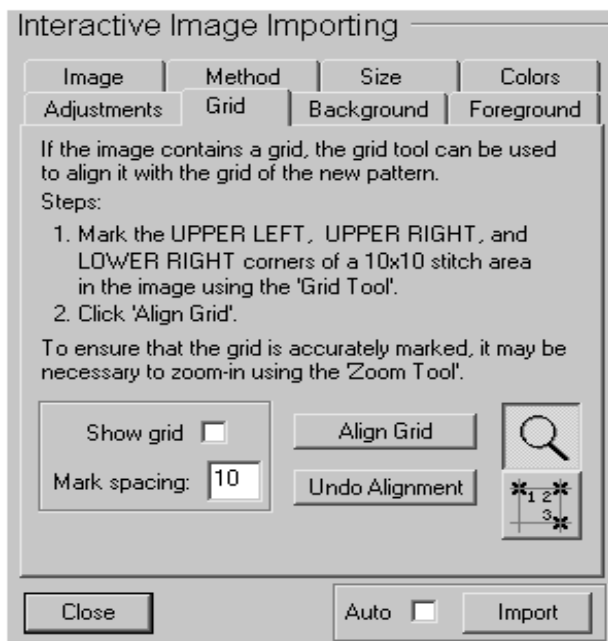 Interactive Image Importing
Image Method Size Colors
Adjustments Grid Background Foreground
If the image contains a grid, the grid tool can be used
to align it with the grid of the new pattern.
Steps:
1. Mark the UPPER LEFT, UPPER RIGHT, and
LOWER RIGHT corners of a 10x10 stitch area
in the image using the 'Grid Tool'.
2. Click 'Align Grid'.
To ensure that the grid is accurately marked, it may be
necessary to zoom-in using the 'Zoom Tool'.
Show grid Align Grid
Mark spacing: 10 Undo Alignment
1 2
3
Close Auto Import